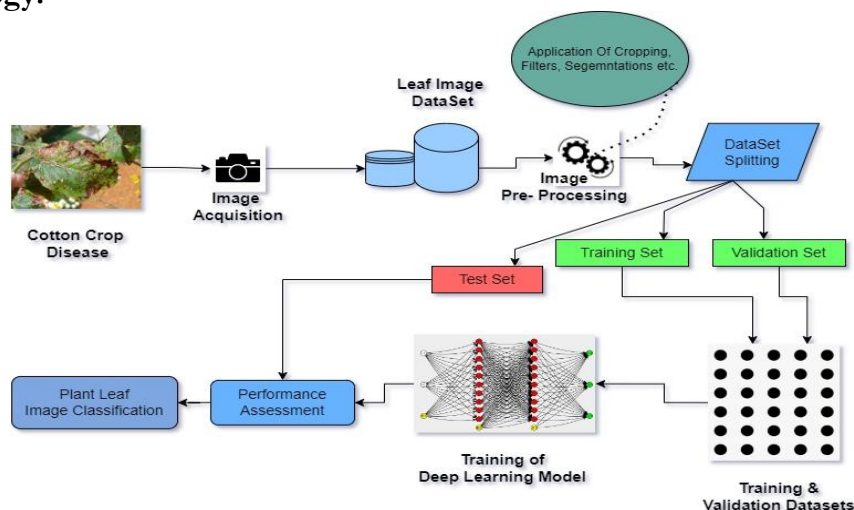 ogy.
Application Of Cropping,
Filters, Segemntations etc.
Leaf Image
DataSet
DataSet
Splitting
Image
Acquisition
Image
Pre- Processing
Cotton Crop
Disease
Training Set
Validation Set
Test Set
Plant Leaf
Image Classification
Performance
Assessment
Training of
Deep Learning Model
Training &
Validation Datasets